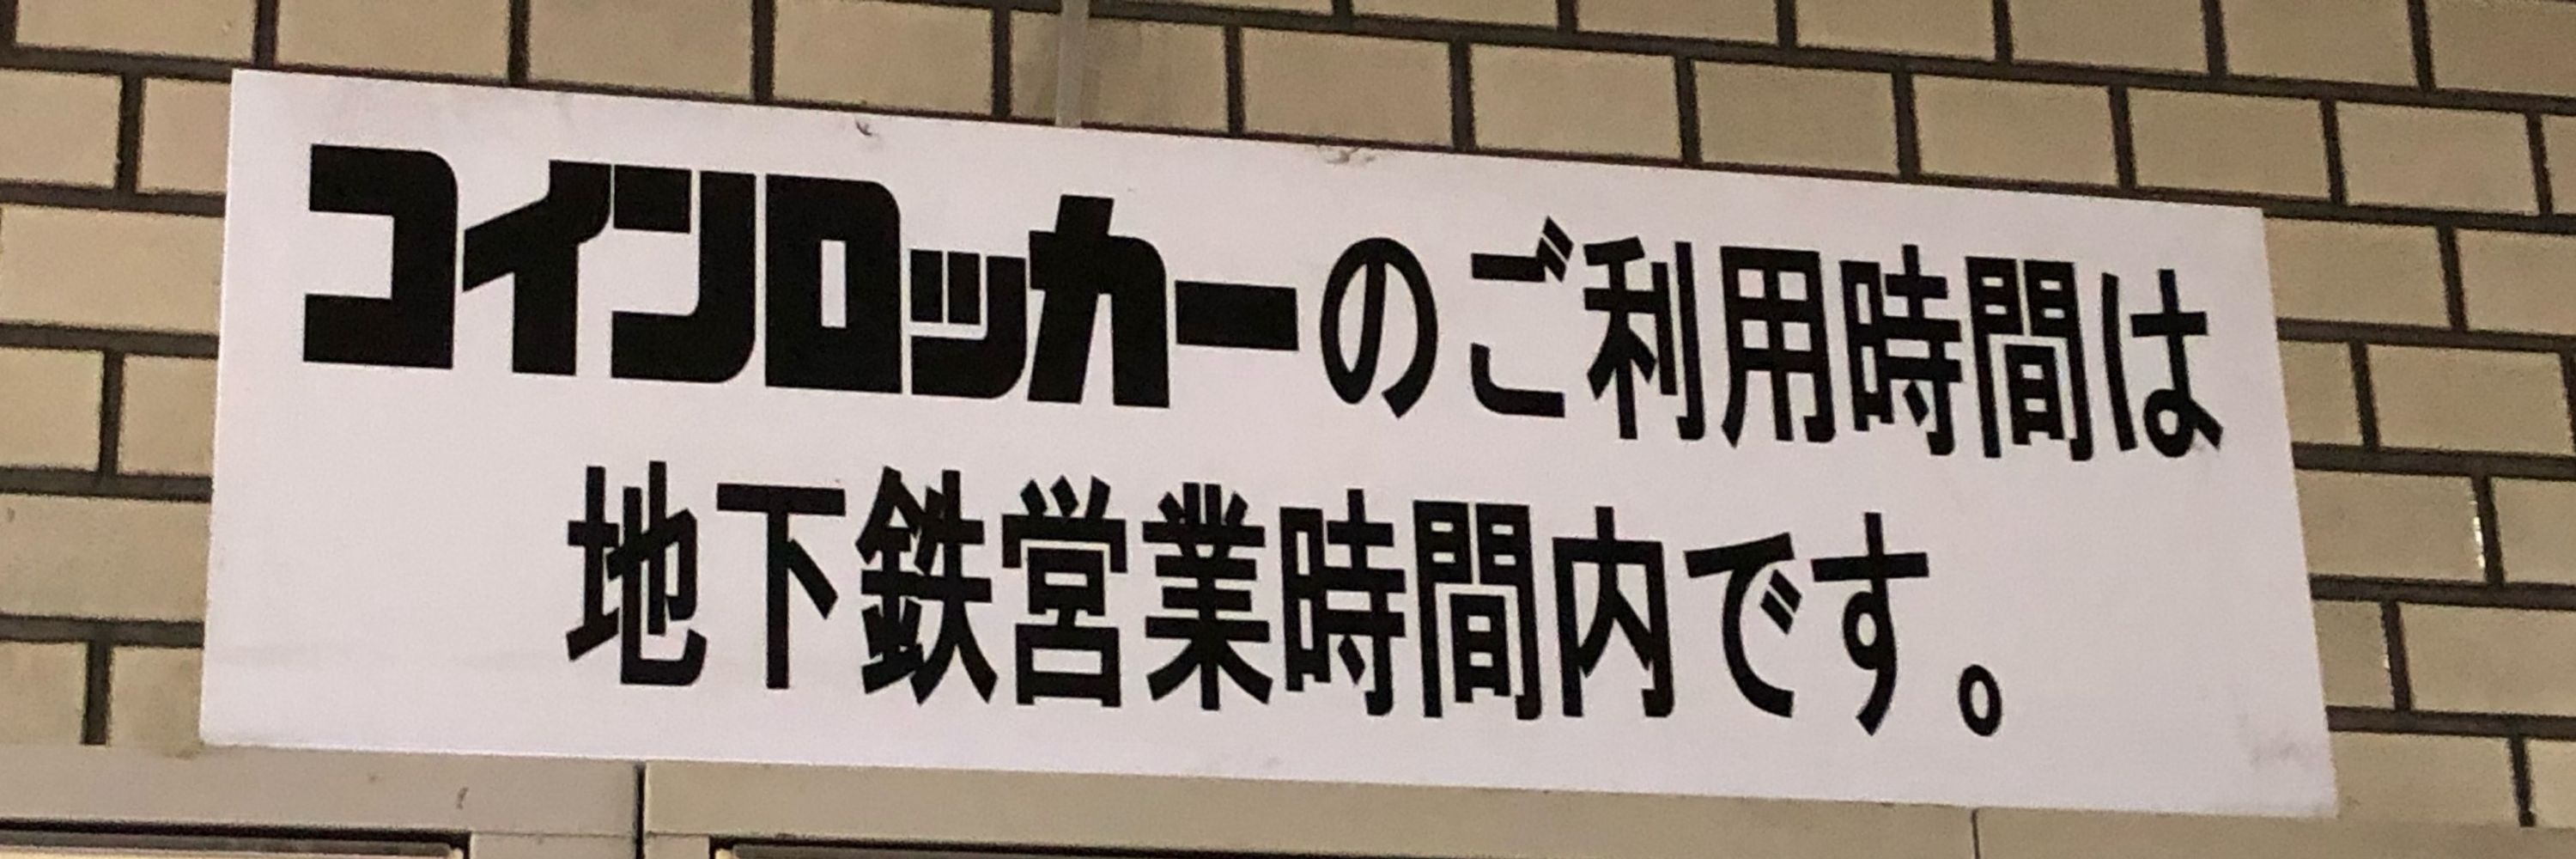 コインロッカーのご利用時間は
地下鉄営業時間内です。